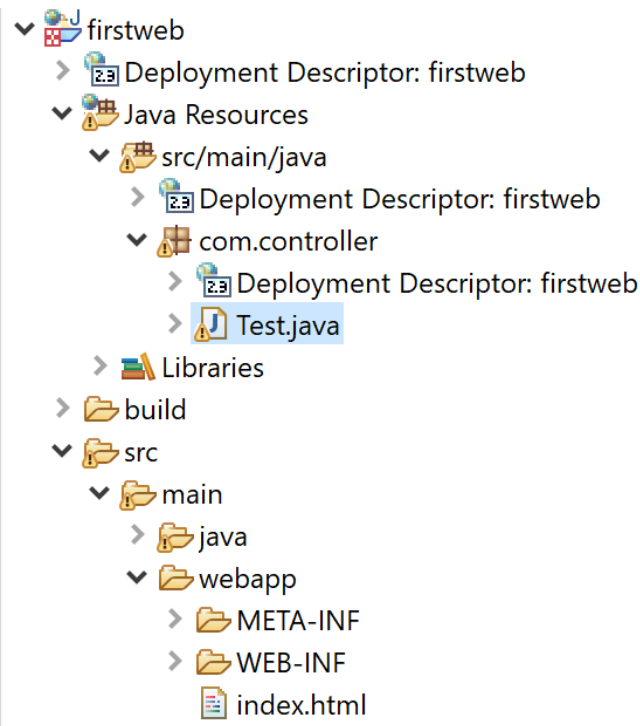 firstweb
Deployment Descriptor: firstweb
Java Resources
src/main/java
Deployment Descriptor: firstweb
com.controller
Deployment Descriptor: firstweb
Test.java
Libraries
build
src
main
java
webapp
META-INF
WEB-INF
index.html